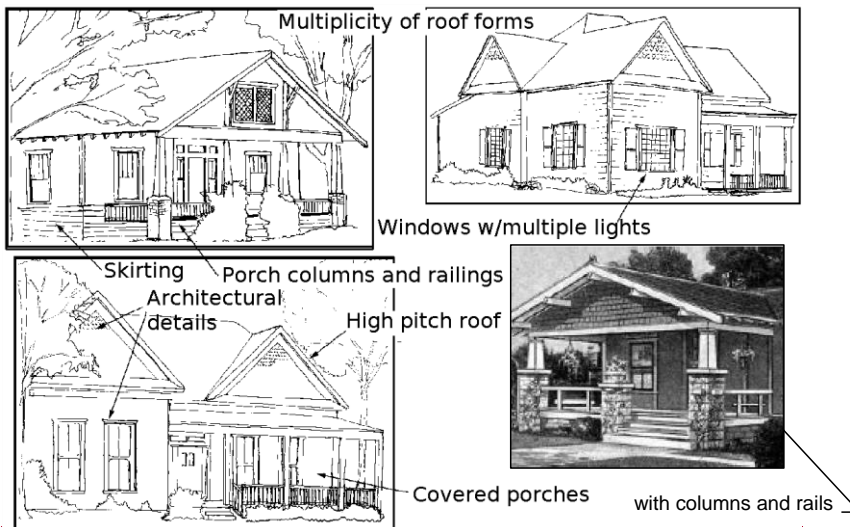 Multiplicity of roof forms
Windows w/multiple lights
Skirting
Porch columns and railings
Architectural
details
High pitch roof
Covered porches
with columns and rails